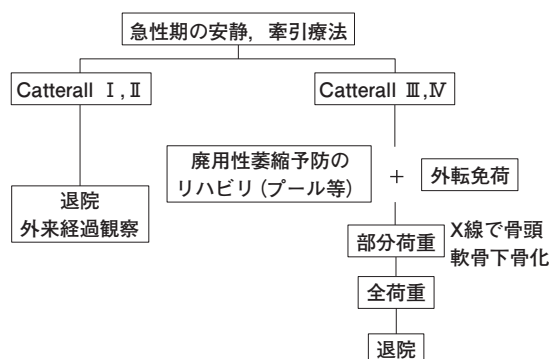 急性期の安静，牽引療法
Catterall Ⅰ,Ⅱ
Catterall Ⅲ,Ⅳ
廃用性萎縮予防の
リハビリ（プール等）
+
外転免荷
退院
外来経過観察
部分荷重
X線で骨頭
軟骨下骨化
全荷重
退院